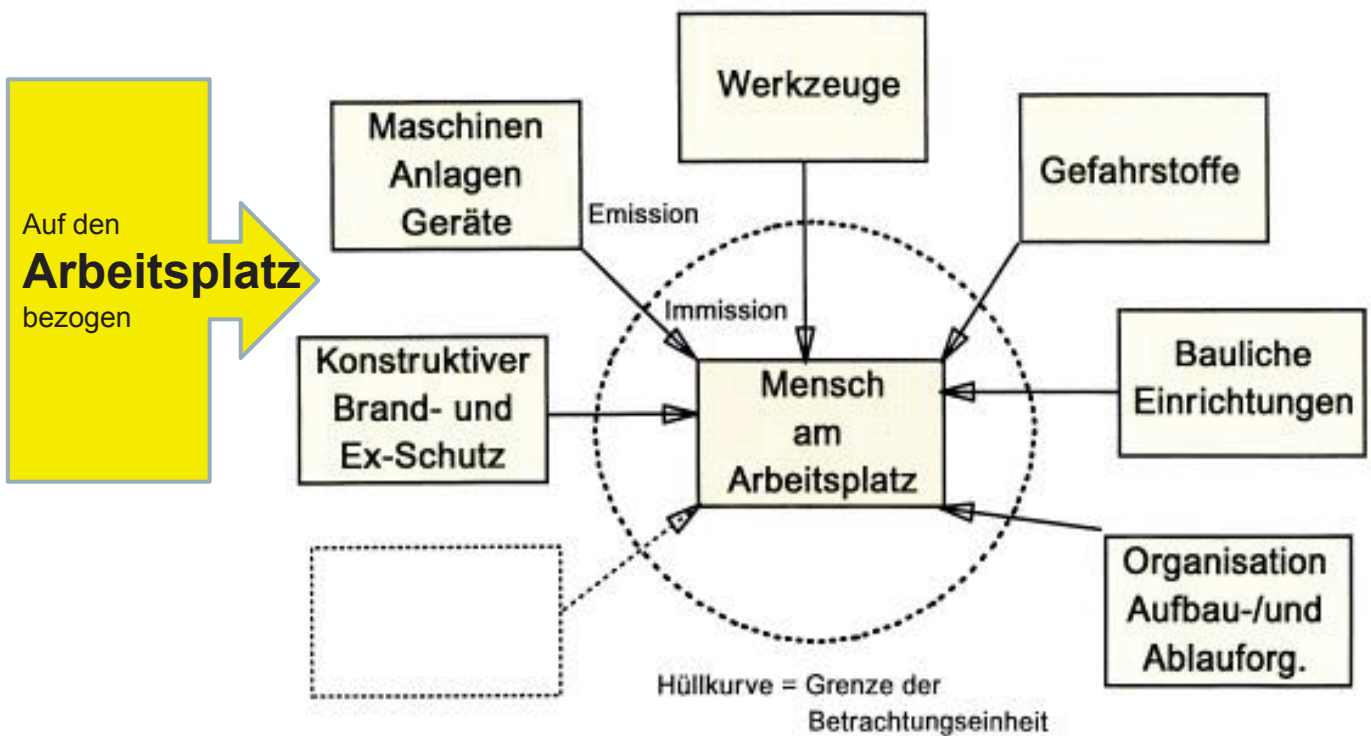 Auf den
Arbeitsplatz
bezogen
Maschinen
Anlagen
Geräte
Werkzeuge
Gefahrstoffe
Emission
Immission
Konstruktiver
Brand- und
Ex-Schutz
Mensch
am
Arbeitsplatz
Bauliche
Einrichtungen
Organisation
Aufbau-/und
Ablauforg.
Hüllkurve = Grenze der
Betrachtungseinheit